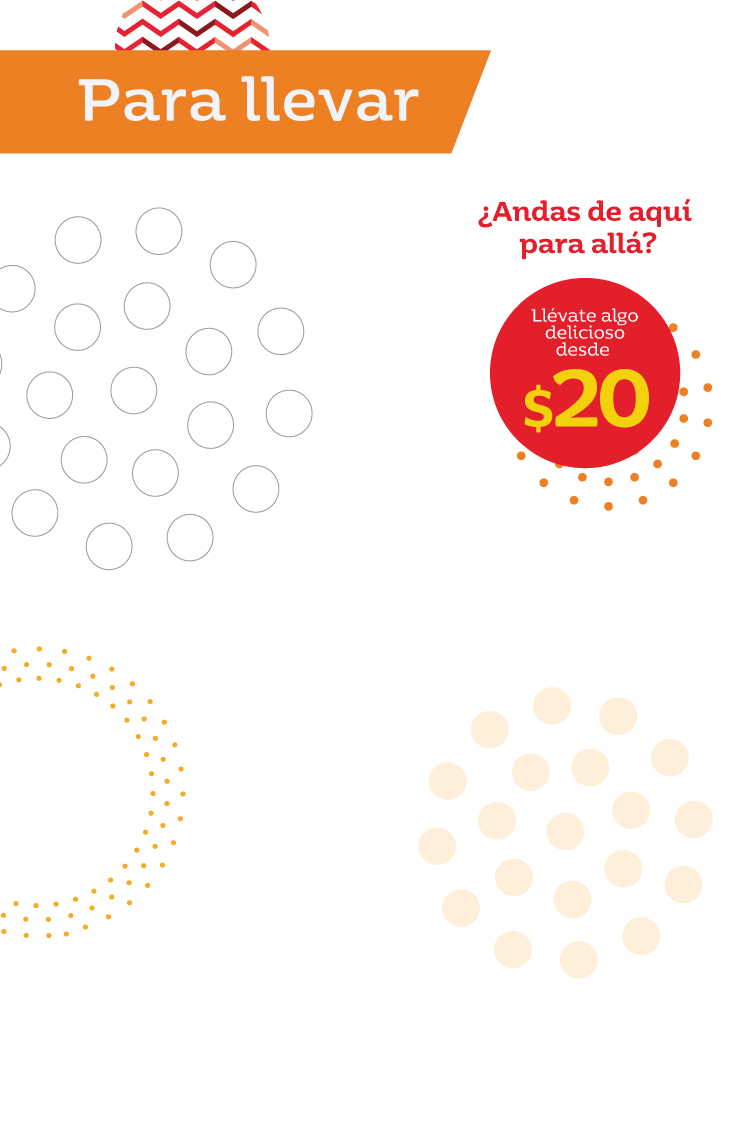 Para llevar
¿Andas de aquí
para allá?
Llévate algo
delicioso
desde
$20